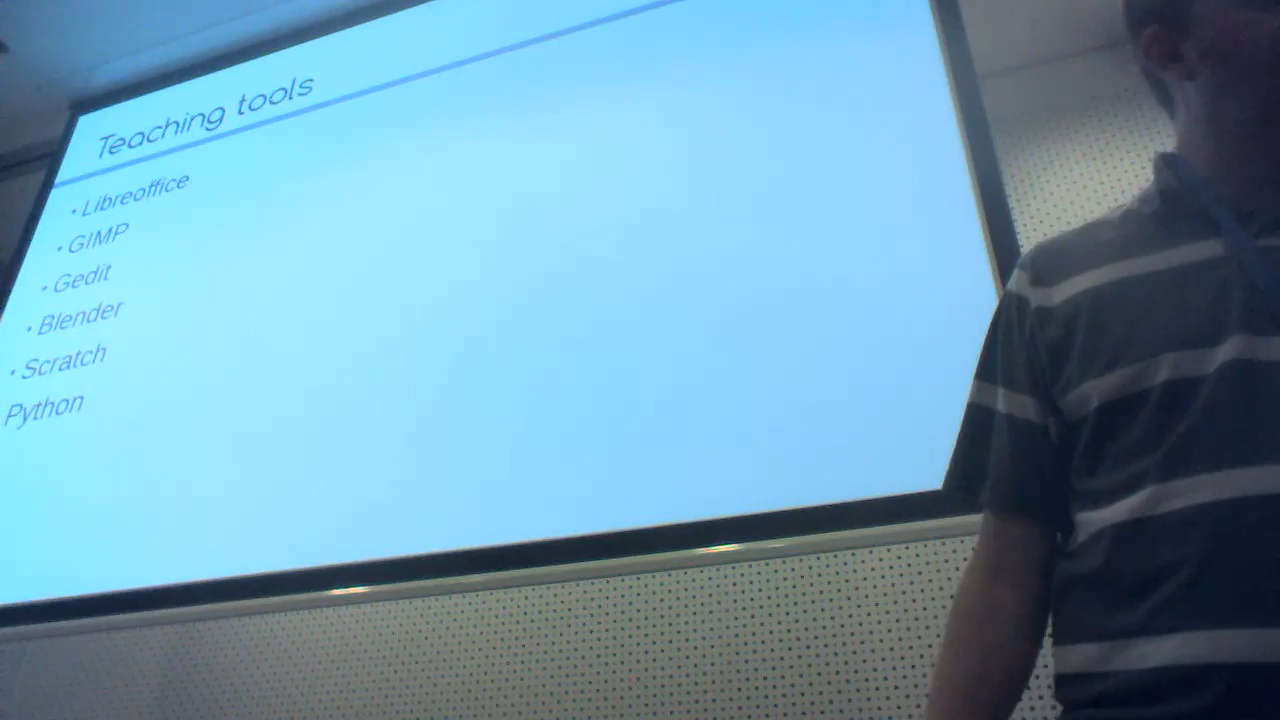 Teaching tools
• Libreoffice
• GIMP
• Gedit
• Blender
• Scratch
Python